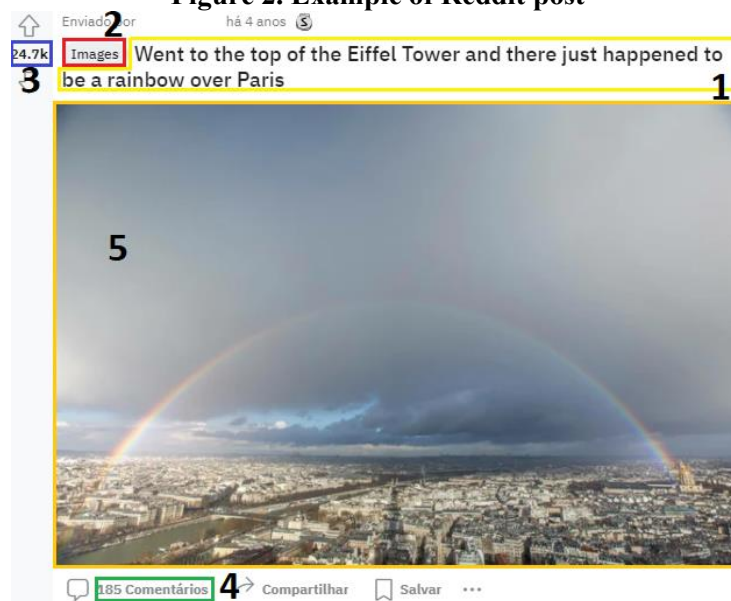 Figure 2. Example of Reddit post
Enviado por há 4 anos S
2
24.7k Images Went to the top of the Eiffel Tower and there just happened to
3 be a rainbow over Paris
1
5
185 Comentários 4 Compartilhar Salvar ...